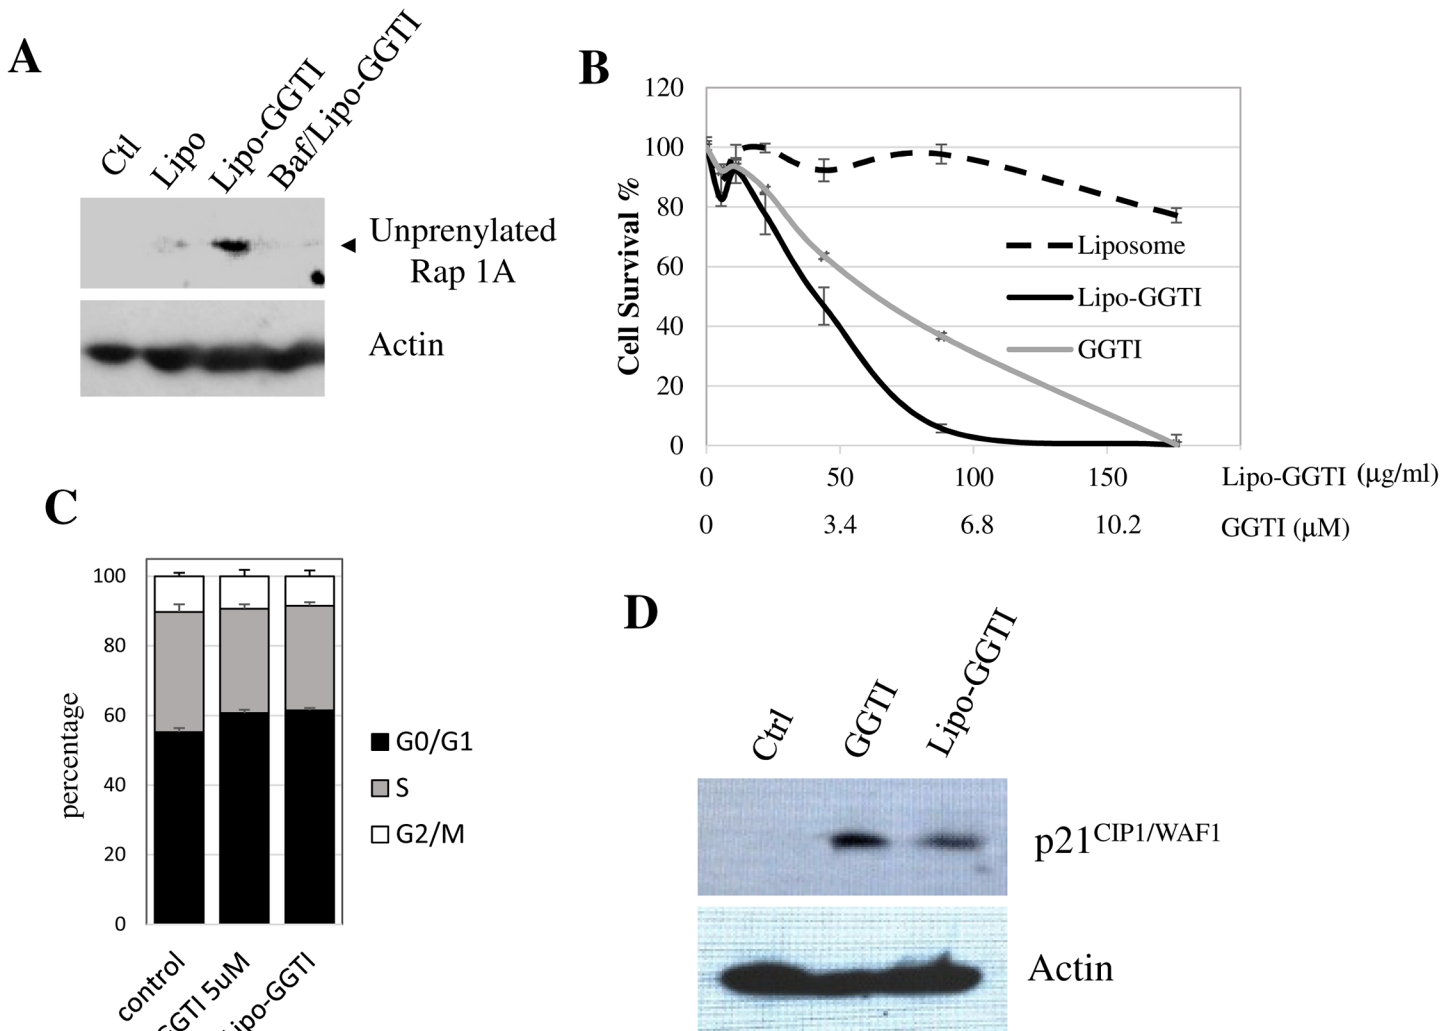 A
Ctl
Lipo
Lipo-GGTI
Baf/Lipo-GGTI
Unprenylated
Rap 1A
Actin
B
Cell Survival %
120
100
80
60
40
20
0
Liposome
Lipo-GGTI
GGTI
0 50 100 150 Lipo-GGTI (μg/ml)
0 3.4 6.8 10.2 GGTI (μM)
C
percentage
100
80
60
40
20
0
G0/G1
S
G2/M
control
GGTI 5uIM
Lipo-GGTI
D
Ctrl
GGTI
Lipo-GGTI
p21CIP1/WAF1
Actin